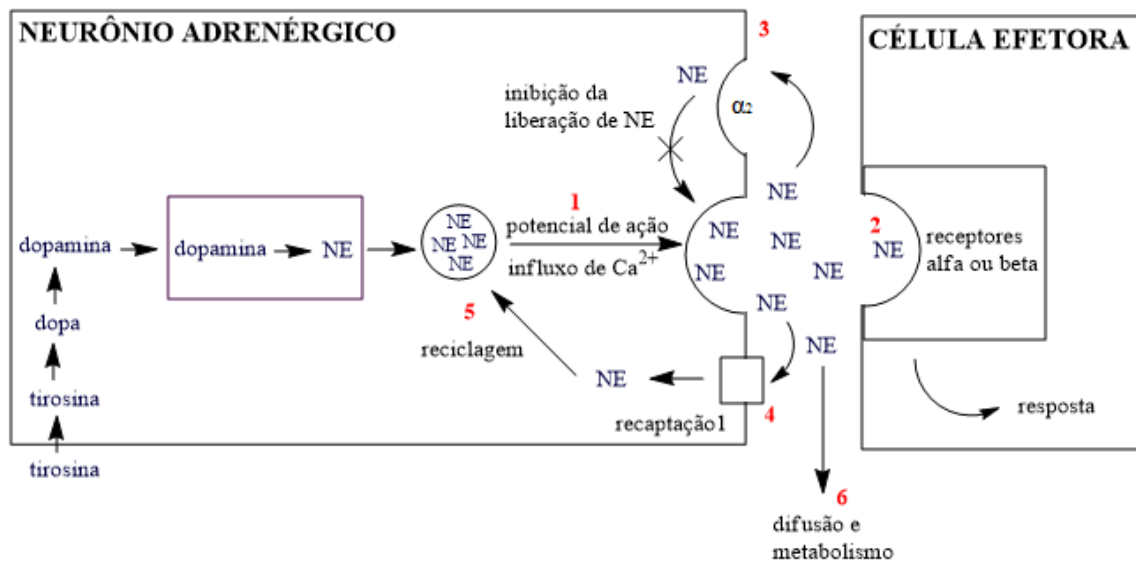 NEURÔNIO ADRENÉRGICO
3
CÉLULA EFETORA
NE
inibição da
liberação de NE
α2
NE
1
potencial de ação
influxo de Ca2+
NE
NE
NE
NE
dopamina
dopamina
NE
NE
NE
NE
NE
NE
2
NE
receptores
alfa ou beta
dopa
5
reciclagem
NE
NE
NE
tirosina
recaptação1
4
resposta
tirosina
6
difusão e
metabolismo